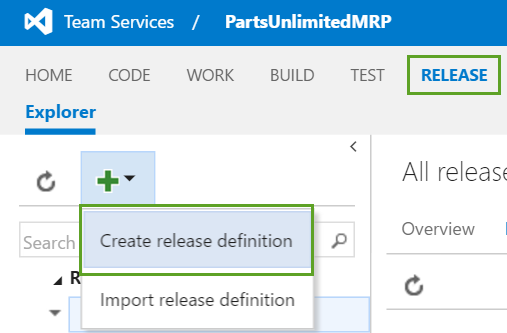 Team Services / PartsUnlimitedMRP
HOME CODE WORK BUILD TEST RELEASE
Explorer
All release
Overview
Search
Create release definition
R
Import release definition